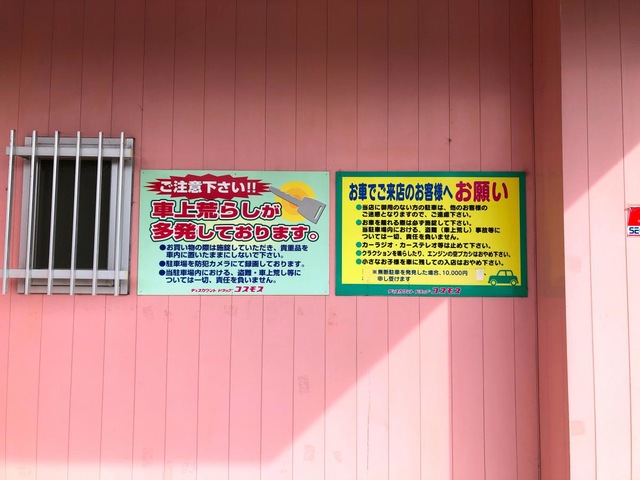 ご注意下さい!!
車上荒らしが
多発しております。
●お買い物の際は施錠していただき、貴重品を
車内に置いたままにしないで下さい。
●駐車場を防犯カメラにて録画しております。
●当駐車場内における、盗難・車上荒し等に
ついては一切、責任を負いません。
ディスカウント ドラッグ コスモス
お車でご来店のお客様へ お願い
●当店に御用のない方の駐車は、他のお客様の
ご迷惑となりますので、ご遠慮下さい。
●お車を離れる際は必ず施錠して下さい。
当駐車場内における、盗難(車上荒し)事故等に
ついては一切、責任を負いません。
●カーラジオ・カーステレオ等は止めて下さい。
●クラクションを鳴らしたり、エンジンの空ブカシはおやめ下さい。
●小さなお子様を車に残しての入店はおやめ下さい。
※無断駐車を発見した場合、10,000円
申し受けます
ディスカウント ドラッグ コスモス
SE